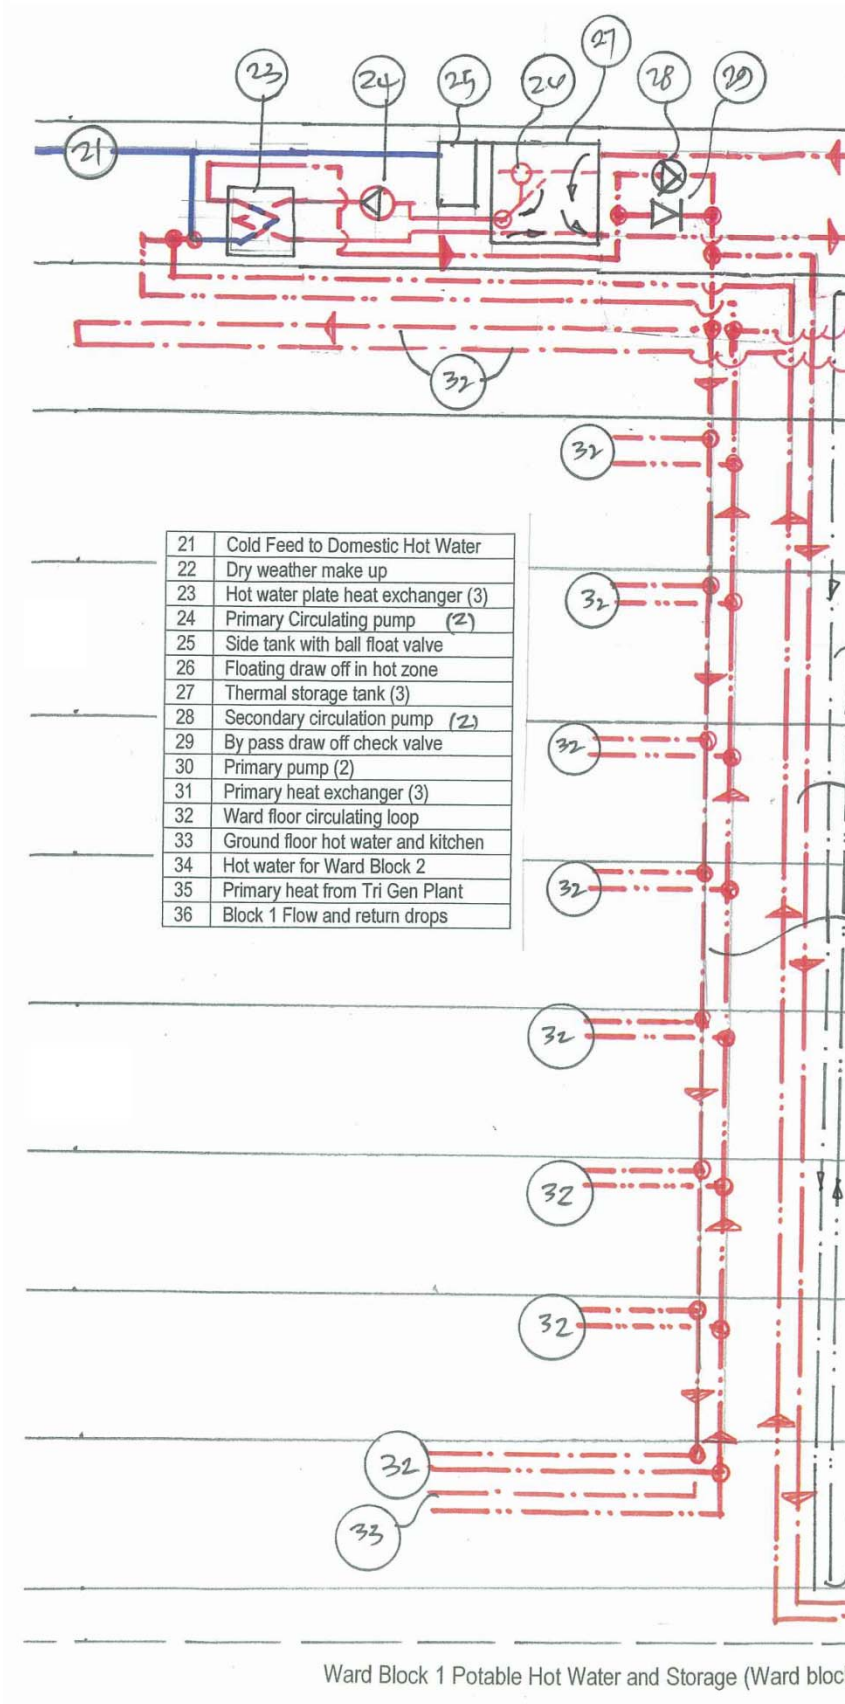 27
23
24
25
26
28
29
21
32
32
21 Cold Feed to Domestic Hot Water
22 Dry weather make up
23 Hot water plate heat exchanger (3)
24 Primary Circulating pump (2)
25 Side tank with ball float valve
26 Floating draw off in hot zone
27 Thermal storage tank (3)
28 Secondary circulation pump (2)
29 By pass draw off check valve
30 Primary pump (2)
31 Primary heat exchanger (3)
32 Ward floor circulating loop
33 Ground floor hot water and kitchen
34 Hot water for Ward Block 2
35 Primary heat from Tri Gen Plant
36 Block 1 Flow and return drops
32
32
32
32
32
32
32
33
Ward Block 1 Potable Hot Water and Storage (Ward bloc